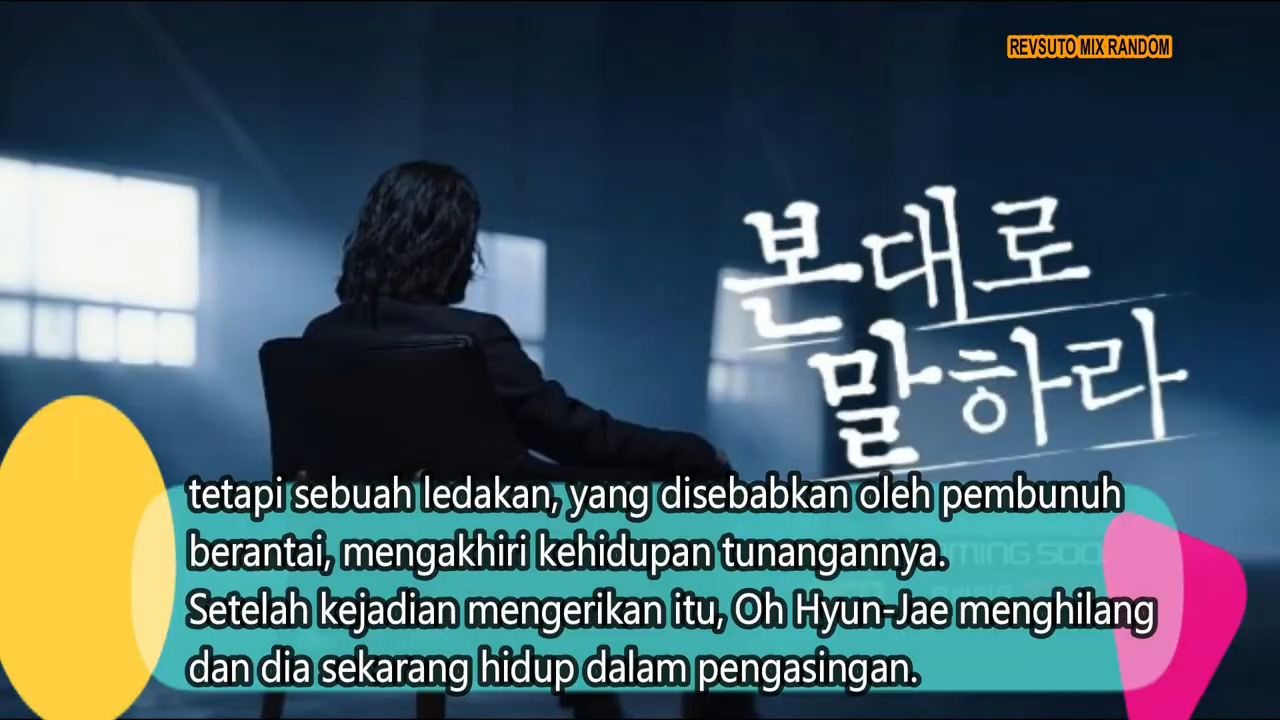 REVSUTO MIX RANDOM
본대로
말하라
tetapi sebuah ledakan, yang disebabkan oleh pembunuh
berantai, mengakhiri kehidupan tunangannya.
Setelah kejadian mengerikan itu, Oh Hyun-Jae menghilang
dan dia sekarang hidup dalam pengasingan.